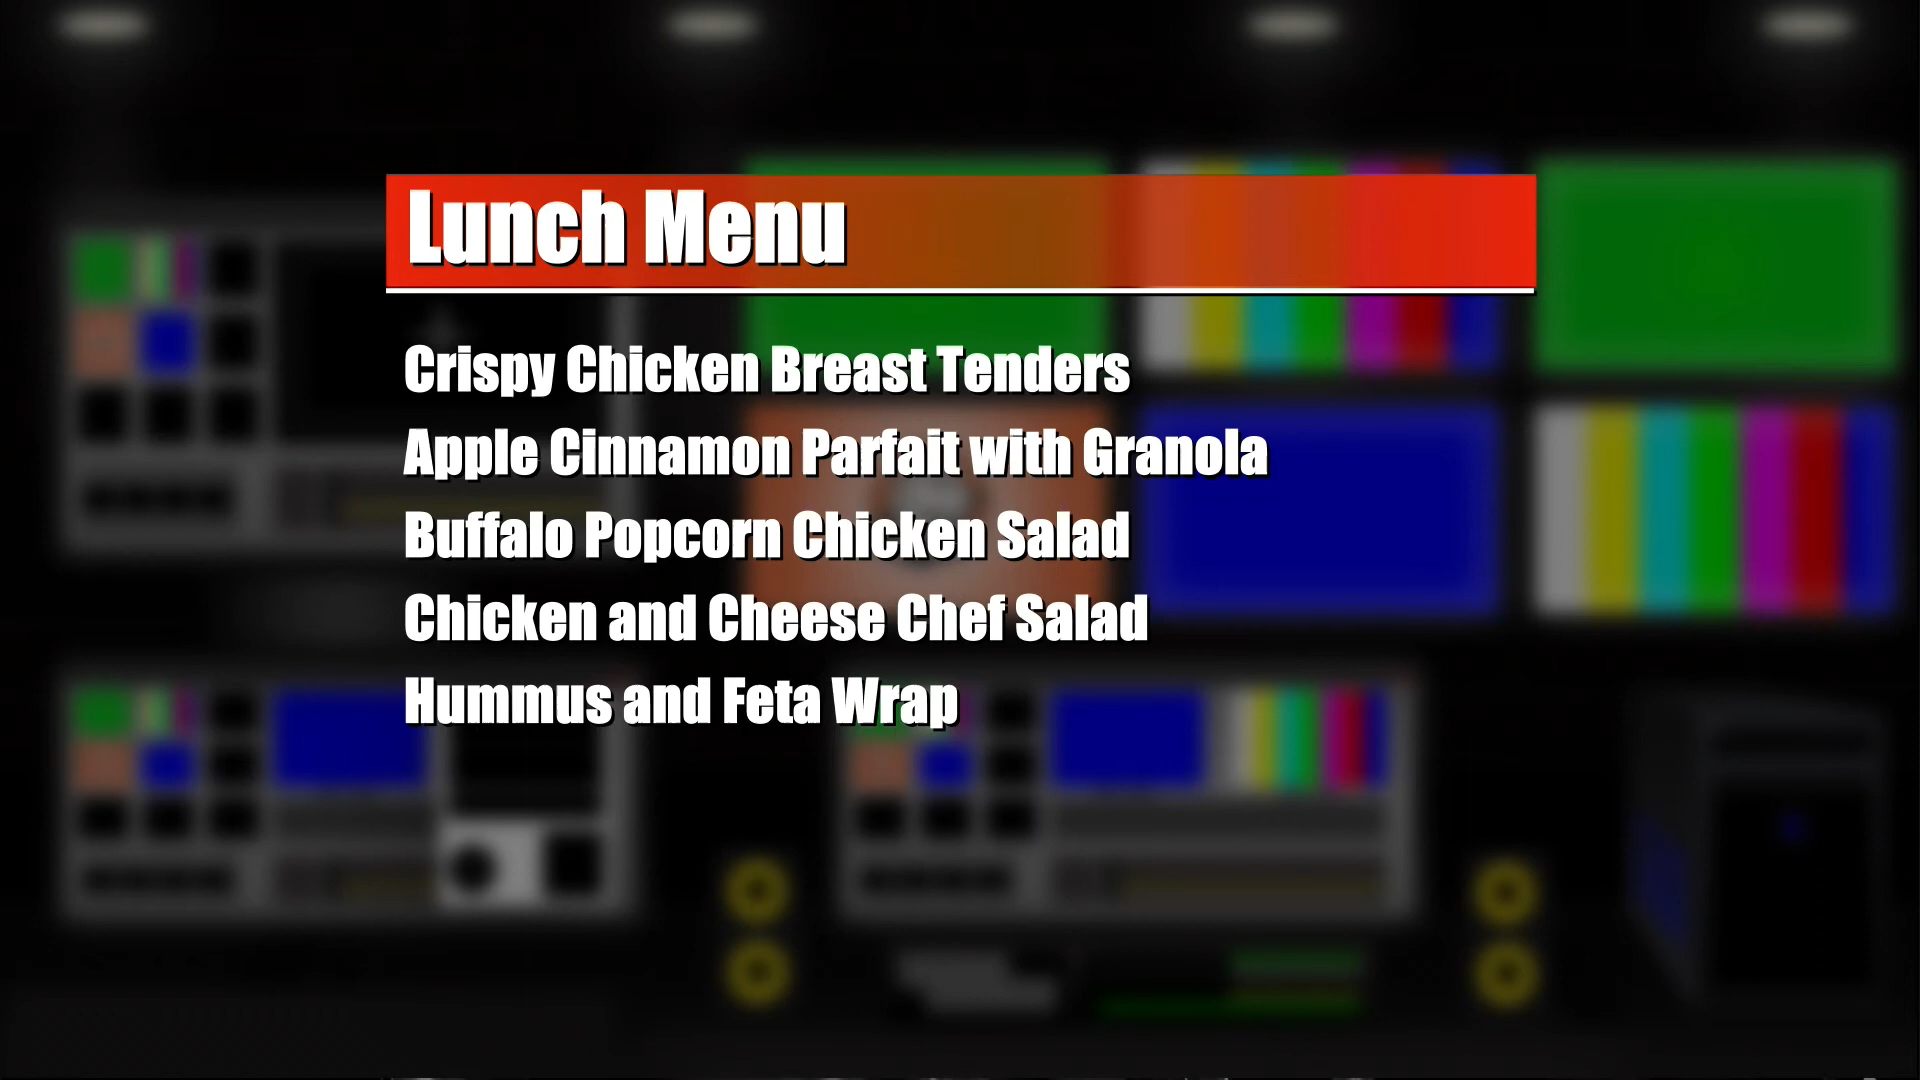 Lunch Menu
Crispy Chicken Breast Tenders
Apple Cinnamon Parfait with Granola
Buffalo Popcorn Chicken Salad
Chicken and Cheese Chef Salad
Hummus and Feta Wrap